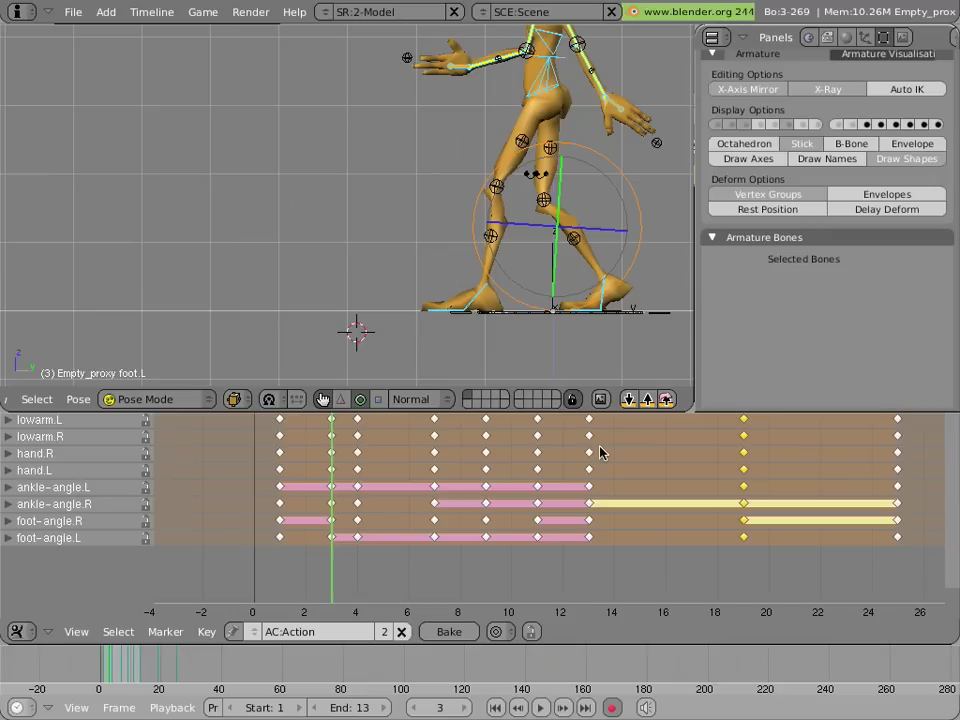 File Add Timeline Game Render Help SR:2-Model SCE:Scene www.blender.org 244 Bo:3-269 | Mem:10.26M Empty_prox
Panels
Armature Armature Visualisati
Editing Options
X-Axis Mirror X-Ray Auto IK
Display Options
Octahedron Stick B-Bone Envelope
Draw Axes Draw Names Draw Shapes
Deform Options
Vertex Groups Envelopes
Rest Position Delay Deform
Armature Bones
Selected Bones
z
y
(3) Empty_proxy foot.L
Select Pose Pose Mode Normal
lowarm.L
lowarm.R
hand.R
hand.L
ankle-angle.L
ankle-angle.R
foot-angle.R
foot-angle.L
-4 -2 0 2 4 6 8 10 12 14 16 18 20 22 24 26
View Select Marker Key AC:Action 2 Bake
-20 0 20 40 60 80 100 120 140 160 180 200 220 240 260 280
View Frame Playback Pr Start: 1 End: 13 3